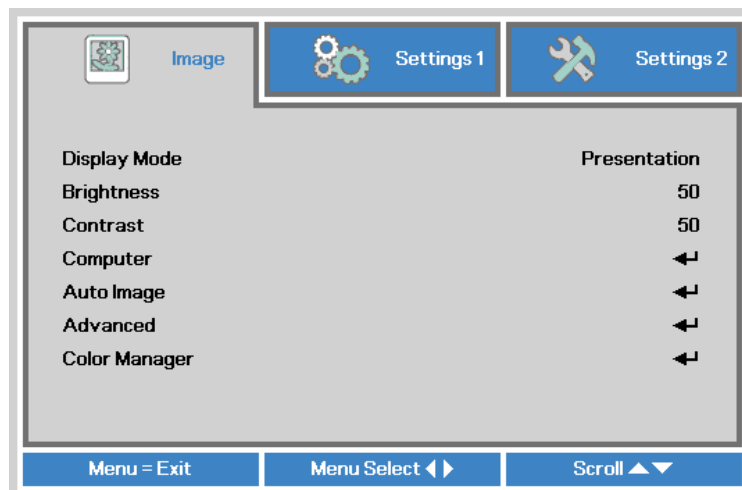 Image Settings 1 Settings 2
Display Mode Presentation
Brightness 50
Contrast 50
Computer
Auto Image
Advanced
Color Manager
Menu = Exit Menu Select Scroll